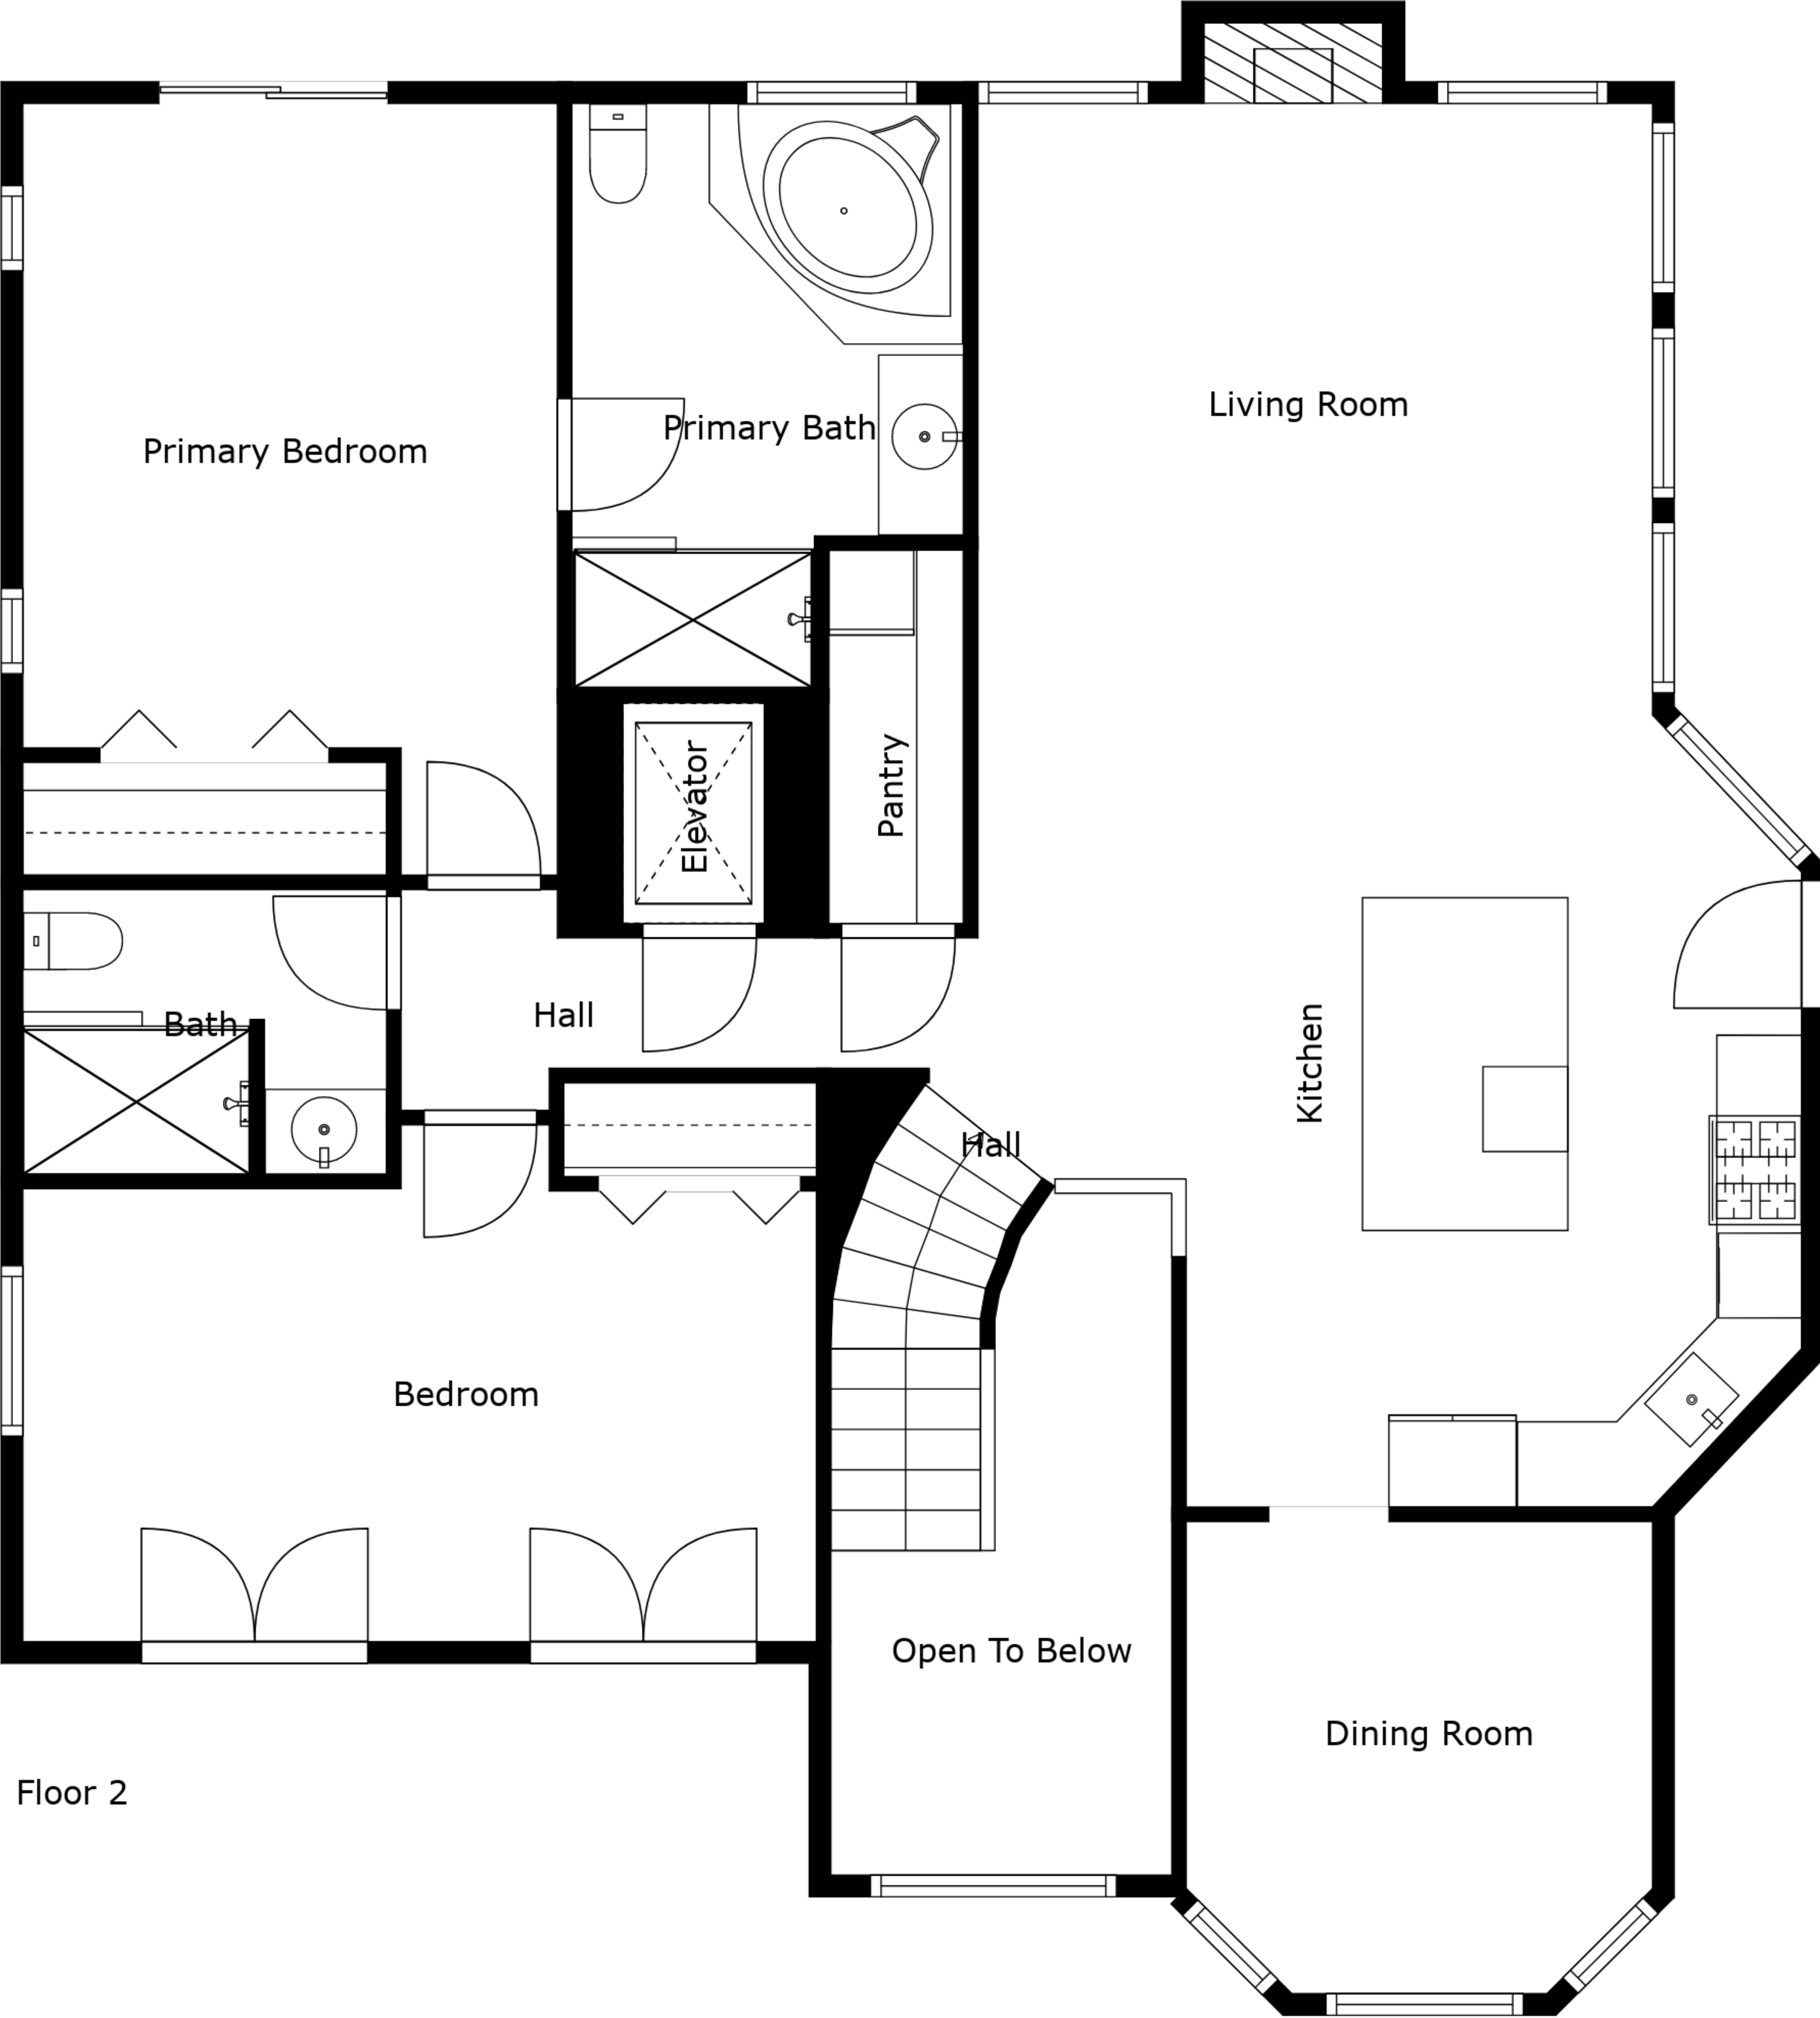 Living Room
Primary Bath
Primary Bedroom
Elevator
Pantry
Hall
Bath
Kitchen
Hall
Bedroom
Open To Below
Dining Room
Floor 2